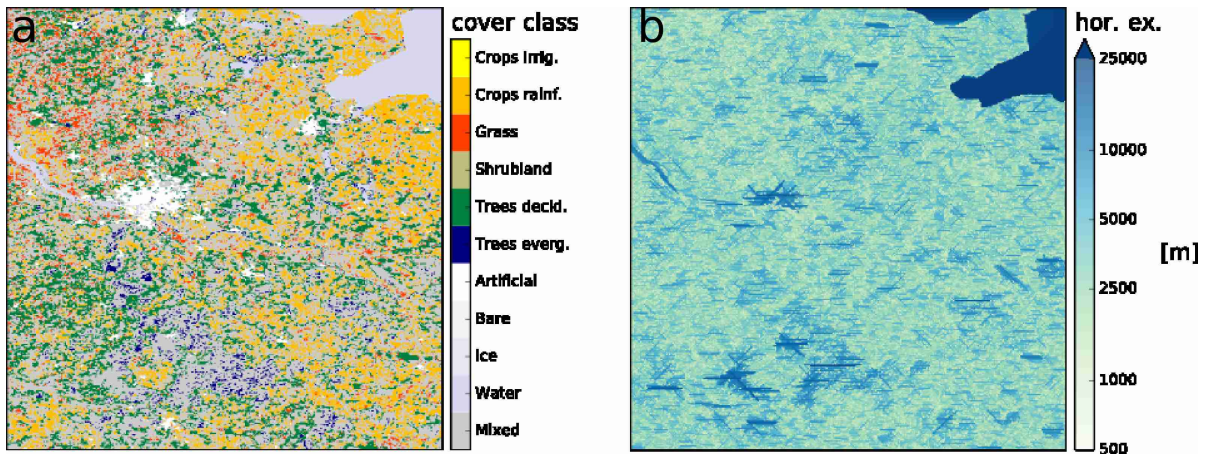 a
cover class
Crops irrig.
Crops rainf.
Grass
Shrubland
Trees decid.
Trees everg.
Artificial
Bare
Ice
Water
Mixed
b
hor. ex.
25000
10000
5000
[m]
2500
1000
500